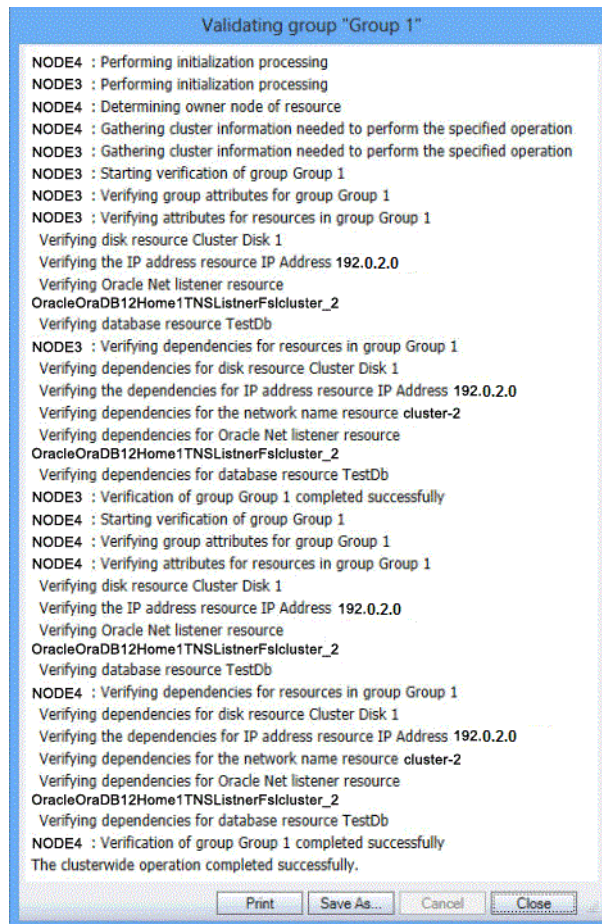 Validating group "Group 1"
NODE4 : Performing initialization processing
NODE3 : Performing initialization processing
NODE4 : Determining owner node of resource
NODE4 : Gathering cluster information needed to perform the specified operation
NODE3 : Gathering cluster information needed to perform the specified operation
NODE3 : Starting verification of group Group 1
NODE3 : Verifying group attributes for group Group 1
NODE3 : Verifying attributes for resources in group Group 1
Verifying disk resource Cluster Disk 1
Verifying the IP address resource IP Address 192.0.2.0
Verifying Oracle Net listener resource
OracleOraDB12Home1TNSListnerFslcluster_2
Verifying database resource TestDb
NODE3 : Verifying dependencies for resources in group Group 1
Verifying dependencies for disk resource Cluster Disk 1
Verifying the dependencies for IP address resource IP Address 192.0.2.0
Verifying dependencies for the network name resource cluster-2
Verifying dependencies for Oracle Net listener resource
OracleOraDB12Home1TNSListnerFslcluster_2
Verifying dependencies for database resource TestDb
NODE3 : Verification of group Group 1 completed successfully
NODE4 : Starting verification of group Group 1
NODE4 : Verifying group attributes for group Group 1
NODE4 : Verifying attributes for resources in group Group 1
Verifying disk resource Cluster Disk 1
Verifying the IP address resource IP Address 192.0.2.0
Verifying Oracle Net listener resource
OracleOraDB12Home1TNSListnerFslcluster_2
Verifying database resource TestDb
NODE4 : Verifying dependencies for resources in group Group 1
Verifying dependencies for disk resource Cluster Disk 1
Verifying the dependencies for IP address resource IP Address 192.0.2.0
Verifying dependencies for the network name resource cluster-2
Verifying dependencies for Oracle Net listener resource
OracleOraDB12Home1TNSListnerFslcluster_2
Verifying dependencies for database resource TestDb
NODE4 : Verification of group Group 1 completed successfully
The clusterwide operation completed successfully.
Print Save As... Cancel Close